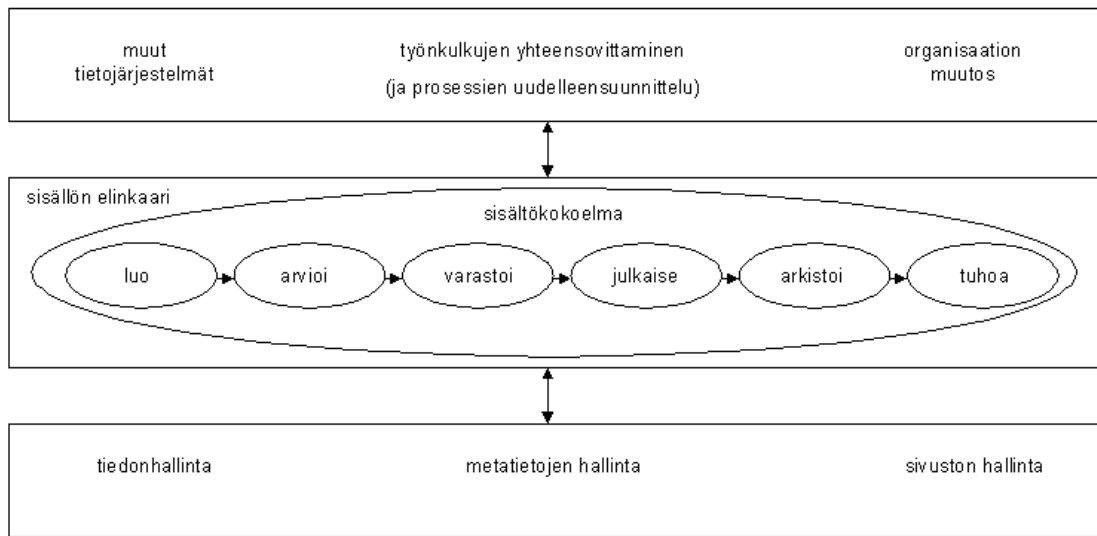 muut
tietojärjestelmät
työnkulkujen yhteensovittaminen
(ja prosessien uudelleensuunnittelu)
organisaation
muutos
sisällön elinkaari
sisältökokoelma
luo
arvioi
varastoi
julkaise
arkistoi
tuhoa
tiedonhallinta
metatietojen hallinta
sivuston hallinta